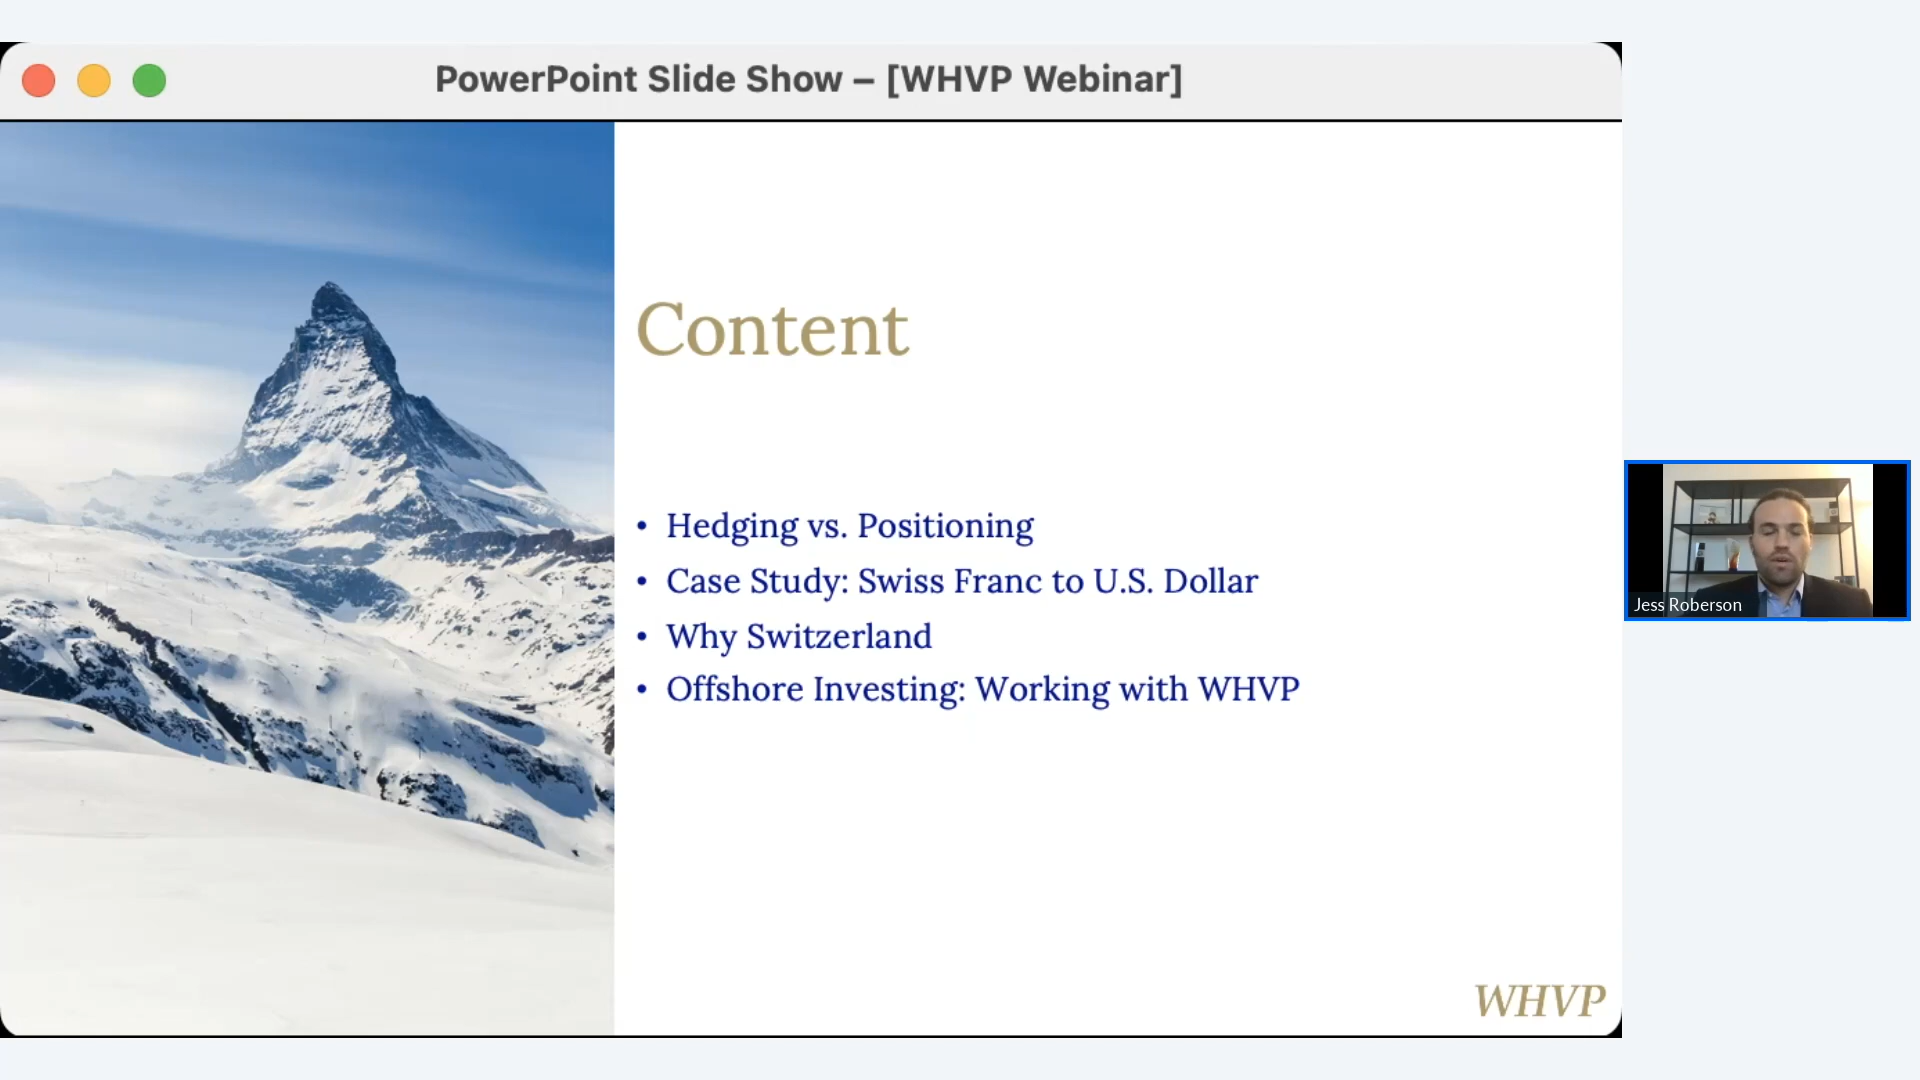 PowerPoint Slide Show – [WHVP Webinar]
Content
• Hedging vs. Positioning
• Case Study: Swiss Franc to U.S. Dollar
• Why Switzerland
• Offshore Investing: Working with WHVP
Jess Roberson
WHVP